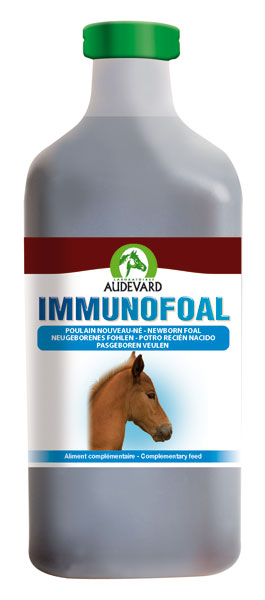 LABORATOIRES
AUDEVARD
IMMUNOFOAL
POULAIN NOUVEAU-NÉ - NEWBORN FOAL
NEUGEBORENES FOHLEN - POTRO RECIÉN NACIDO
PASGEBOREN VEULEN
Aliment complémentaire - Complementary feed